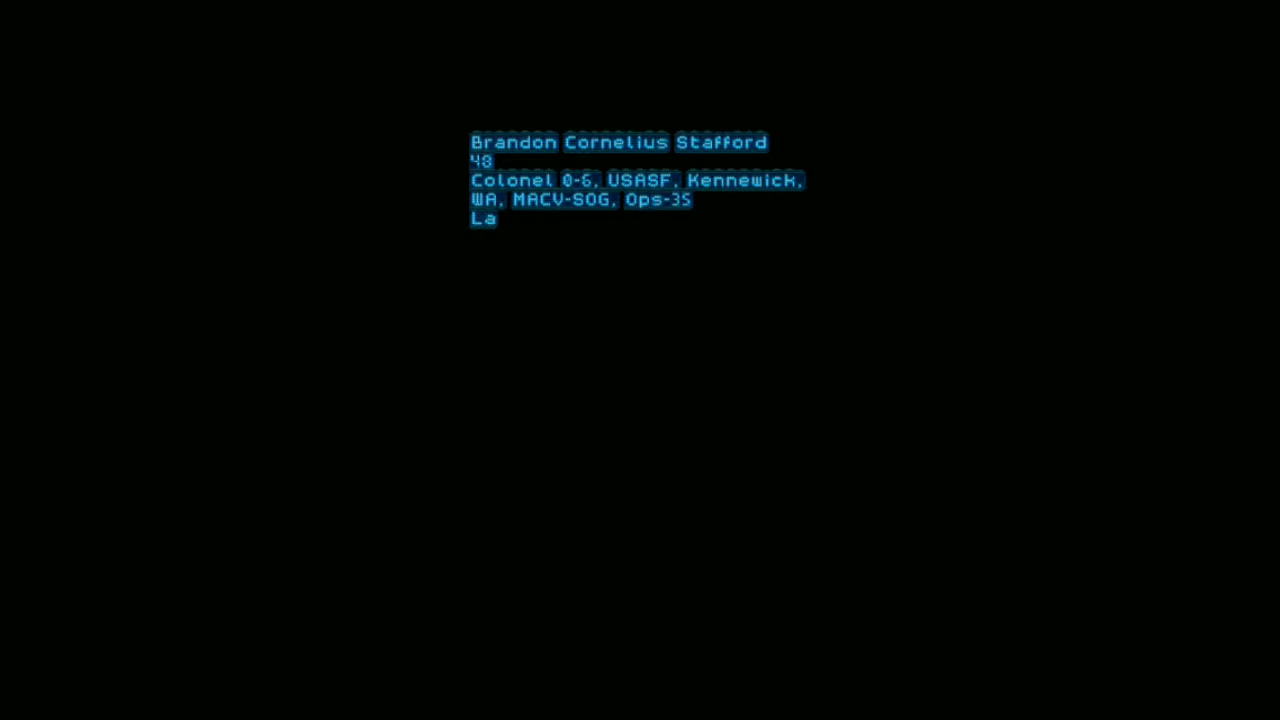 Brandon Cornelius Stafford
48
Colonel O-6, USASF, Kennewick,
WA, MACV-SOG, Ops-35
La